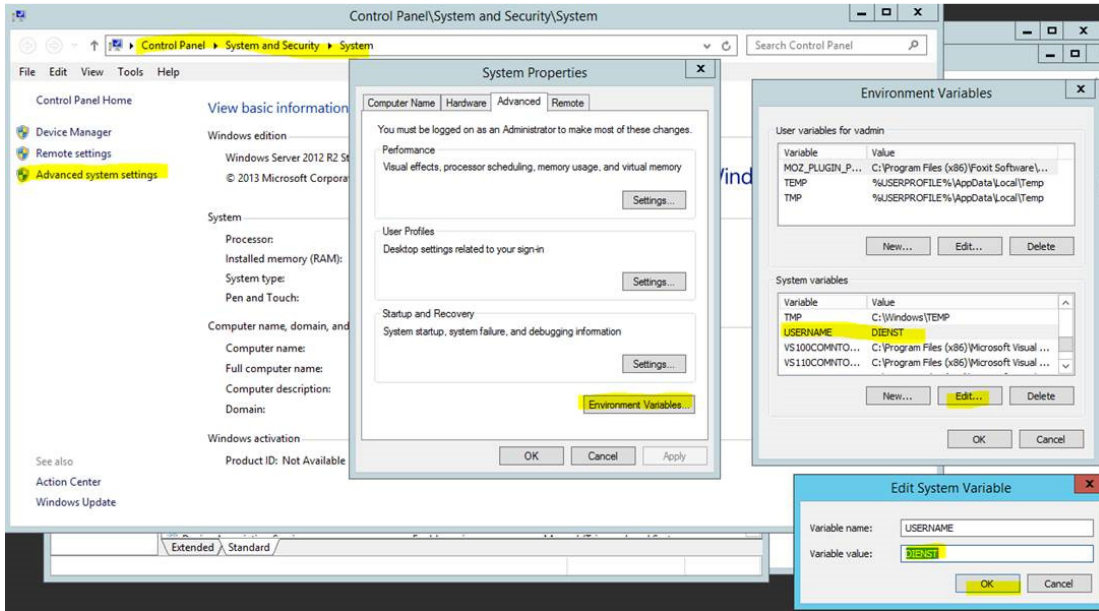 Control Panel\System and Security\System
Control Panel ▸ System and Security ▸ System
Search Control Panel
File Edit View Tools Help
Control Panel Home
Device Manager
Remote settings
Advanced system settings
See also
Action Center
Windows Update
View basic information
Windows edition
Windows Server 2012 R2 St
© 2013 Microsoft Corpora
System
Processor:
Installed memory (RAM):
System type:
Pen and Touch:
Computer name, domain, and
Computer name:
Full computer name:
Computer description:
Domain:
Windows activation
Product ID: Not Available
Extended Standard
System Properties
Computer Name Hardware Advanced Remote
You must be logged on as an Administrator to make most of these changes.
Performance
Visual effects, processor scheduling, memory usage, and virtual memory
Settings...
User Profiles
Desktop settings related to your sign-in
Settings...
Startup and Recovery
System startup, system failure, and debugging information
Settings...
Environment Variables...
OK Cancel Apply
Environment Variables
User variables for vadmin
Variable Value
MOZ_PLUGIN_P... C:\Program Files (x86)\Foxit Software\...
TEMP %USERPROFILE%\AppData\Local\Temp
TMP %USERPROFILE%\AppData\Local\Temp
New... Edit... Delete
System variables
Variable Value
TMP C:\Windows\TEMP
USERNAME DIENST
VS100COMNTO... C:\Program Files (x86)\Microsoft Visual ...
VS110COMNTO... C:\Program Files (x86)\Microsoft Visual ...
New... Edit... Delete
OK Cancel
Edit System Variable
Variable name: USERNAME
Variable value: DIENST
OK Cancel